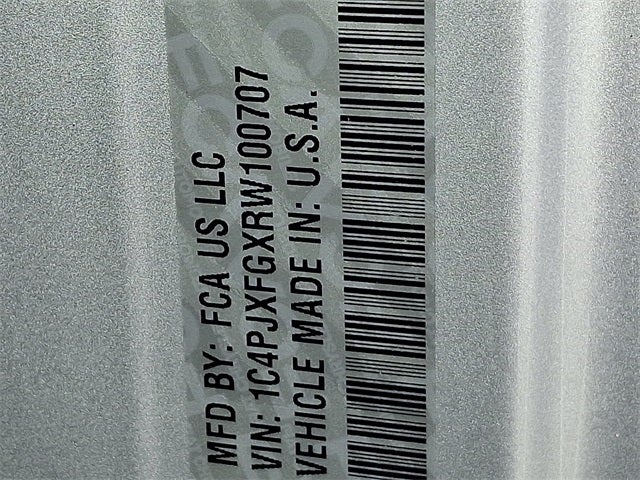 MFD BY: FCA US LLC
VIN: 1C4PJXFGXRW100707
VEHICLE MADE IN: U.S.A.